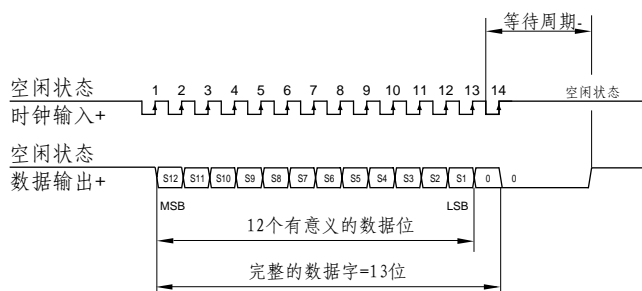 等待周期-
空闲状态 1 2 3 4 5 6 7 8 9 10 11 12 13 14 空闲状态
时钟输入+
空闲状态
数据输出+ S12 S11 S10 S9 S8 S7 S6 S5 S4 S3 S2 S1 0 0
MSB LSB
12个有意义的数据位
完整的数据字=13位